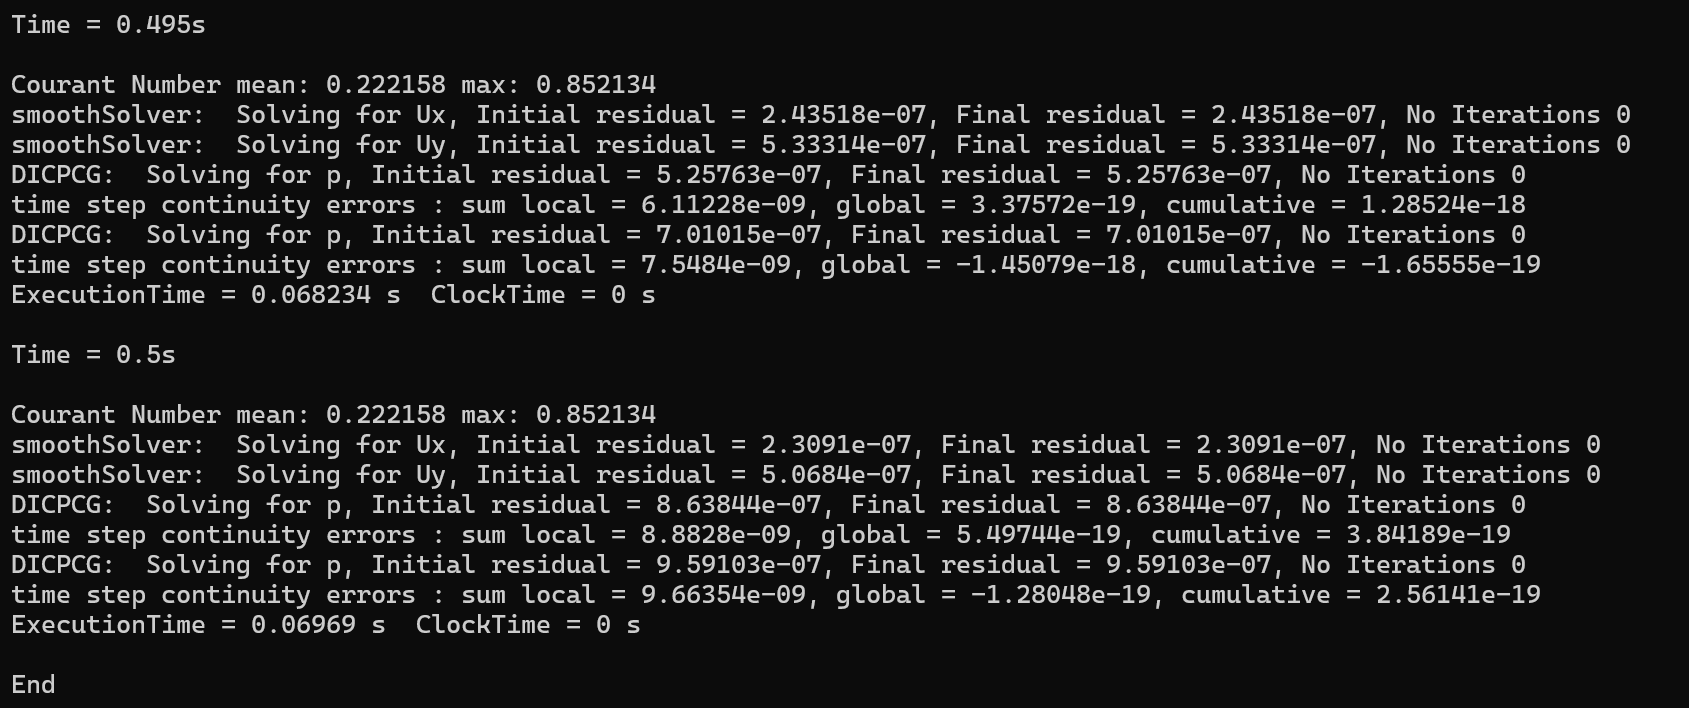 Time = 0.495s
Courant Number mean: 0.222158 max: 0.852134
smoothSolver:  Solving for Ux, Initial residual = 2.43518e-07, Final residual = 2.43518e-07, No Iterations 0
smoothSolver:  Solving for Uy, Initial residual = 5.33314e-07, Final residual = 5.33314e-07, No Iterations 0
DICPCG:  Solving for p, Initial residual = 5.25763e-07, Final residual = 5.25763e-07, No Iterations 0
time step continuity errors : sum local = 6.11228e-09, global = 3.37572e-19, cumulative = 1.28524e-18
DICPCG:  Solving for p, Initial residual = 7.01015e-07, Final residual = 7.01015e-07, No Iterations 0
time step continuity errors : sum local = 7.5484e-09, global = -1.45079e-18, cumulative = -1.65555e-19
ExecutionTime = 0.068234 s  ClockTime = 0 s
Time = 0.5s
Courant Number mean: 0.222158 max: 0.852134
smoothSolver:  Solving for Ux, Initial residual = 2.3091e-07, Final residual = 2.3091e-07, No Iterations 0
smoothSolver:  Solving for Uy, Initial residual = 5.0684e-07, Final residual = 5.0684e-07, No Iterations 0
DICPCG:  Solving for p, Initial residual = 8.63844e-07, Final residual = 8.63844e-07, No Iterations 0
time step continuity errors : sum local = 8.8828e-09, global = 5.49744e-19, cumulative = 3.84189e-19
DICPCG:  Solving for p, Initial residual = 9.59103e-07, Final residual = 9.59103e-07, No Iterations 0
time step continuity errors : sum local = 9.66354e-09, global = -1.28048e-19, cumulative = 2.56141e-19
ExecutionTime = 0.06969 s  ClockTime = 0 s
End